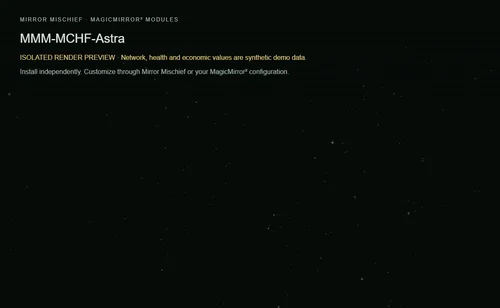 MIRROR MISCHIEF · MAGICMIRROR² MODULES
MMM-MCHF-Astra
ISOLATED RENDER PREVIEW · Network, health and economic values are synthetic demo data.
Install independently. Customize through Mirror Mischief or your MagicMirror² configuration.